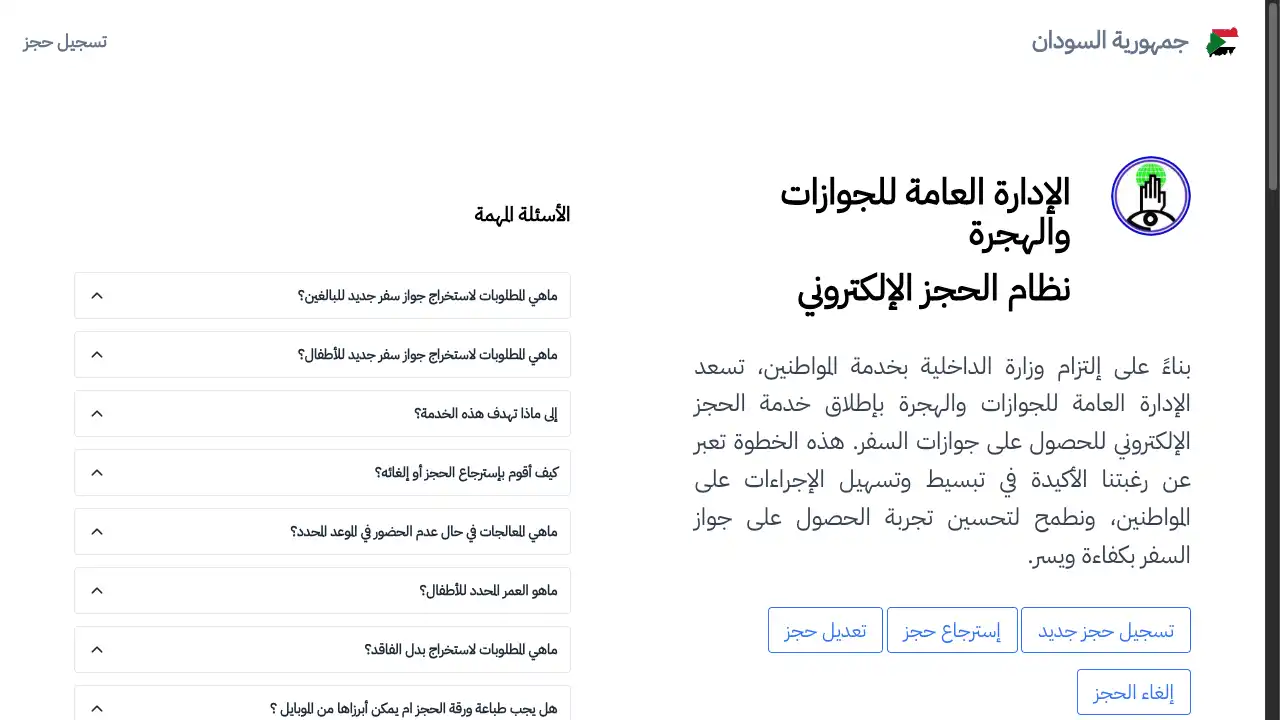 جمهورية السودان
تسجيل حجز
الإدارة العامة للجوازات
والهجرة
نظام الحجز الإلكتروني
بناءً على إلتزام وزارة الداخلية بخدمة المواطنين، تسعد
الإدارة العامة للجوازات والهجرة بإطلاق خدمة الحجز
الإلكتروني للحصول على جوازات السفر. هذه الخطوة تعبر
عن رغبتنا الأكيدة في تبسيط وتسهيل الإجراءات على
المواطنين، ونطمح لتحسين تجربة الحصول على جواز
السفر بكفاءة ويسر.
تسجيل حجز جديد
إسترجاع حجز
تعديل حجز
إلغاء الحجز
الأسئلة المهمة
ماهي المطلوبات لاستخراج جواز سفر جديد للبالغين؟
ماهي المطلوبات لاستخراج جواز سفر جديد للأطفال؟
إلى ماذا تهدف هذه الخدمة؟
كيف أقوم بإسترجاع الحجز أو إلغائه؟
ماهي المعالجات في حال عدم الحضور في الموعد المحدد؟
ماهو العمر المحدد للأطفال؟
ماهي المطلوبات لاستخراج بدل الفاقد؟
هل يجب طباعة ورقة الحجز ام يمكن أبرزاها من الموبايل ؟